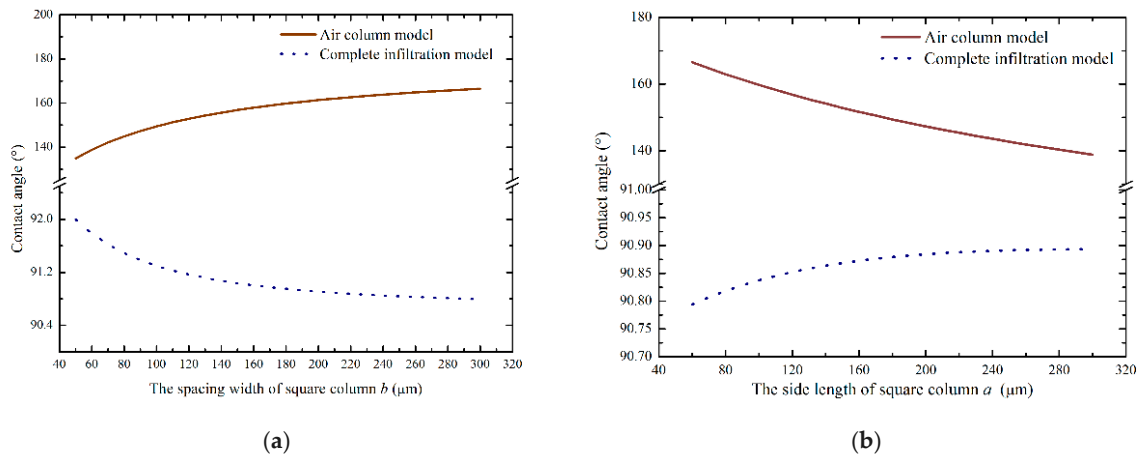 200
Air column model
Complete infiltration model
180
160
140
92.0
91.2
90.4
Contact angle (°)
40 60 80 100 120 140 160 180 200 220 240 260 280 300 320
The spacing width of square column b (μm)
(a)
180
Air column model
Complete infiltration model
160
140
91.00
90.95
90.90
90.85
90.80
90.75
90.70
Contact angle (°)
40 80 120 160 200 240 280 320
The side length of square column a (μm)
(b)